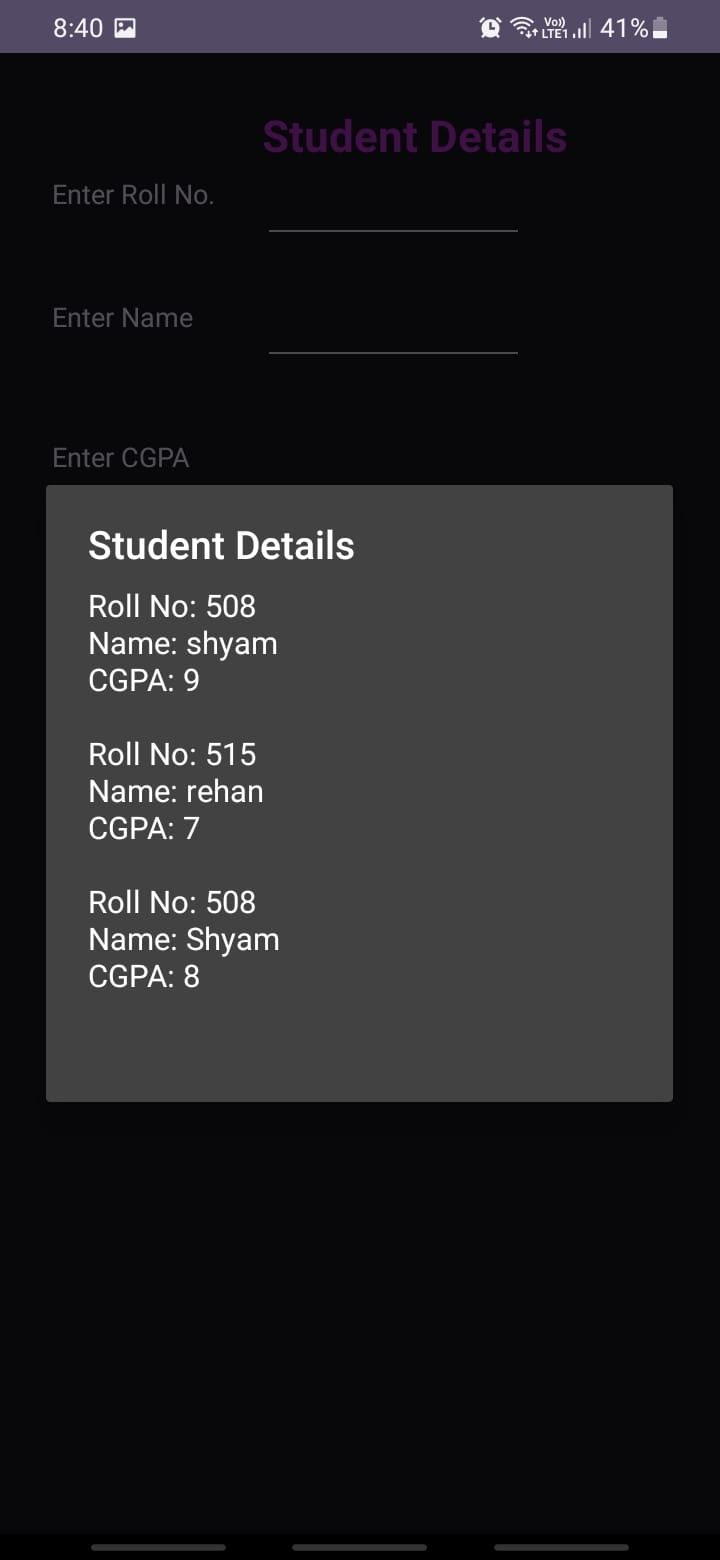 8:40
Vo)) LTE1 41%
Student Details
Enter Roll No.
Enter Name
Enter CGPA
Student Details
Roll No: 508
Name: shyam
CGPA: 9
Roll No: 515
Name: rehan
CGPA: 7
Roll No: 508
Name: Shyam
CGPA: 8